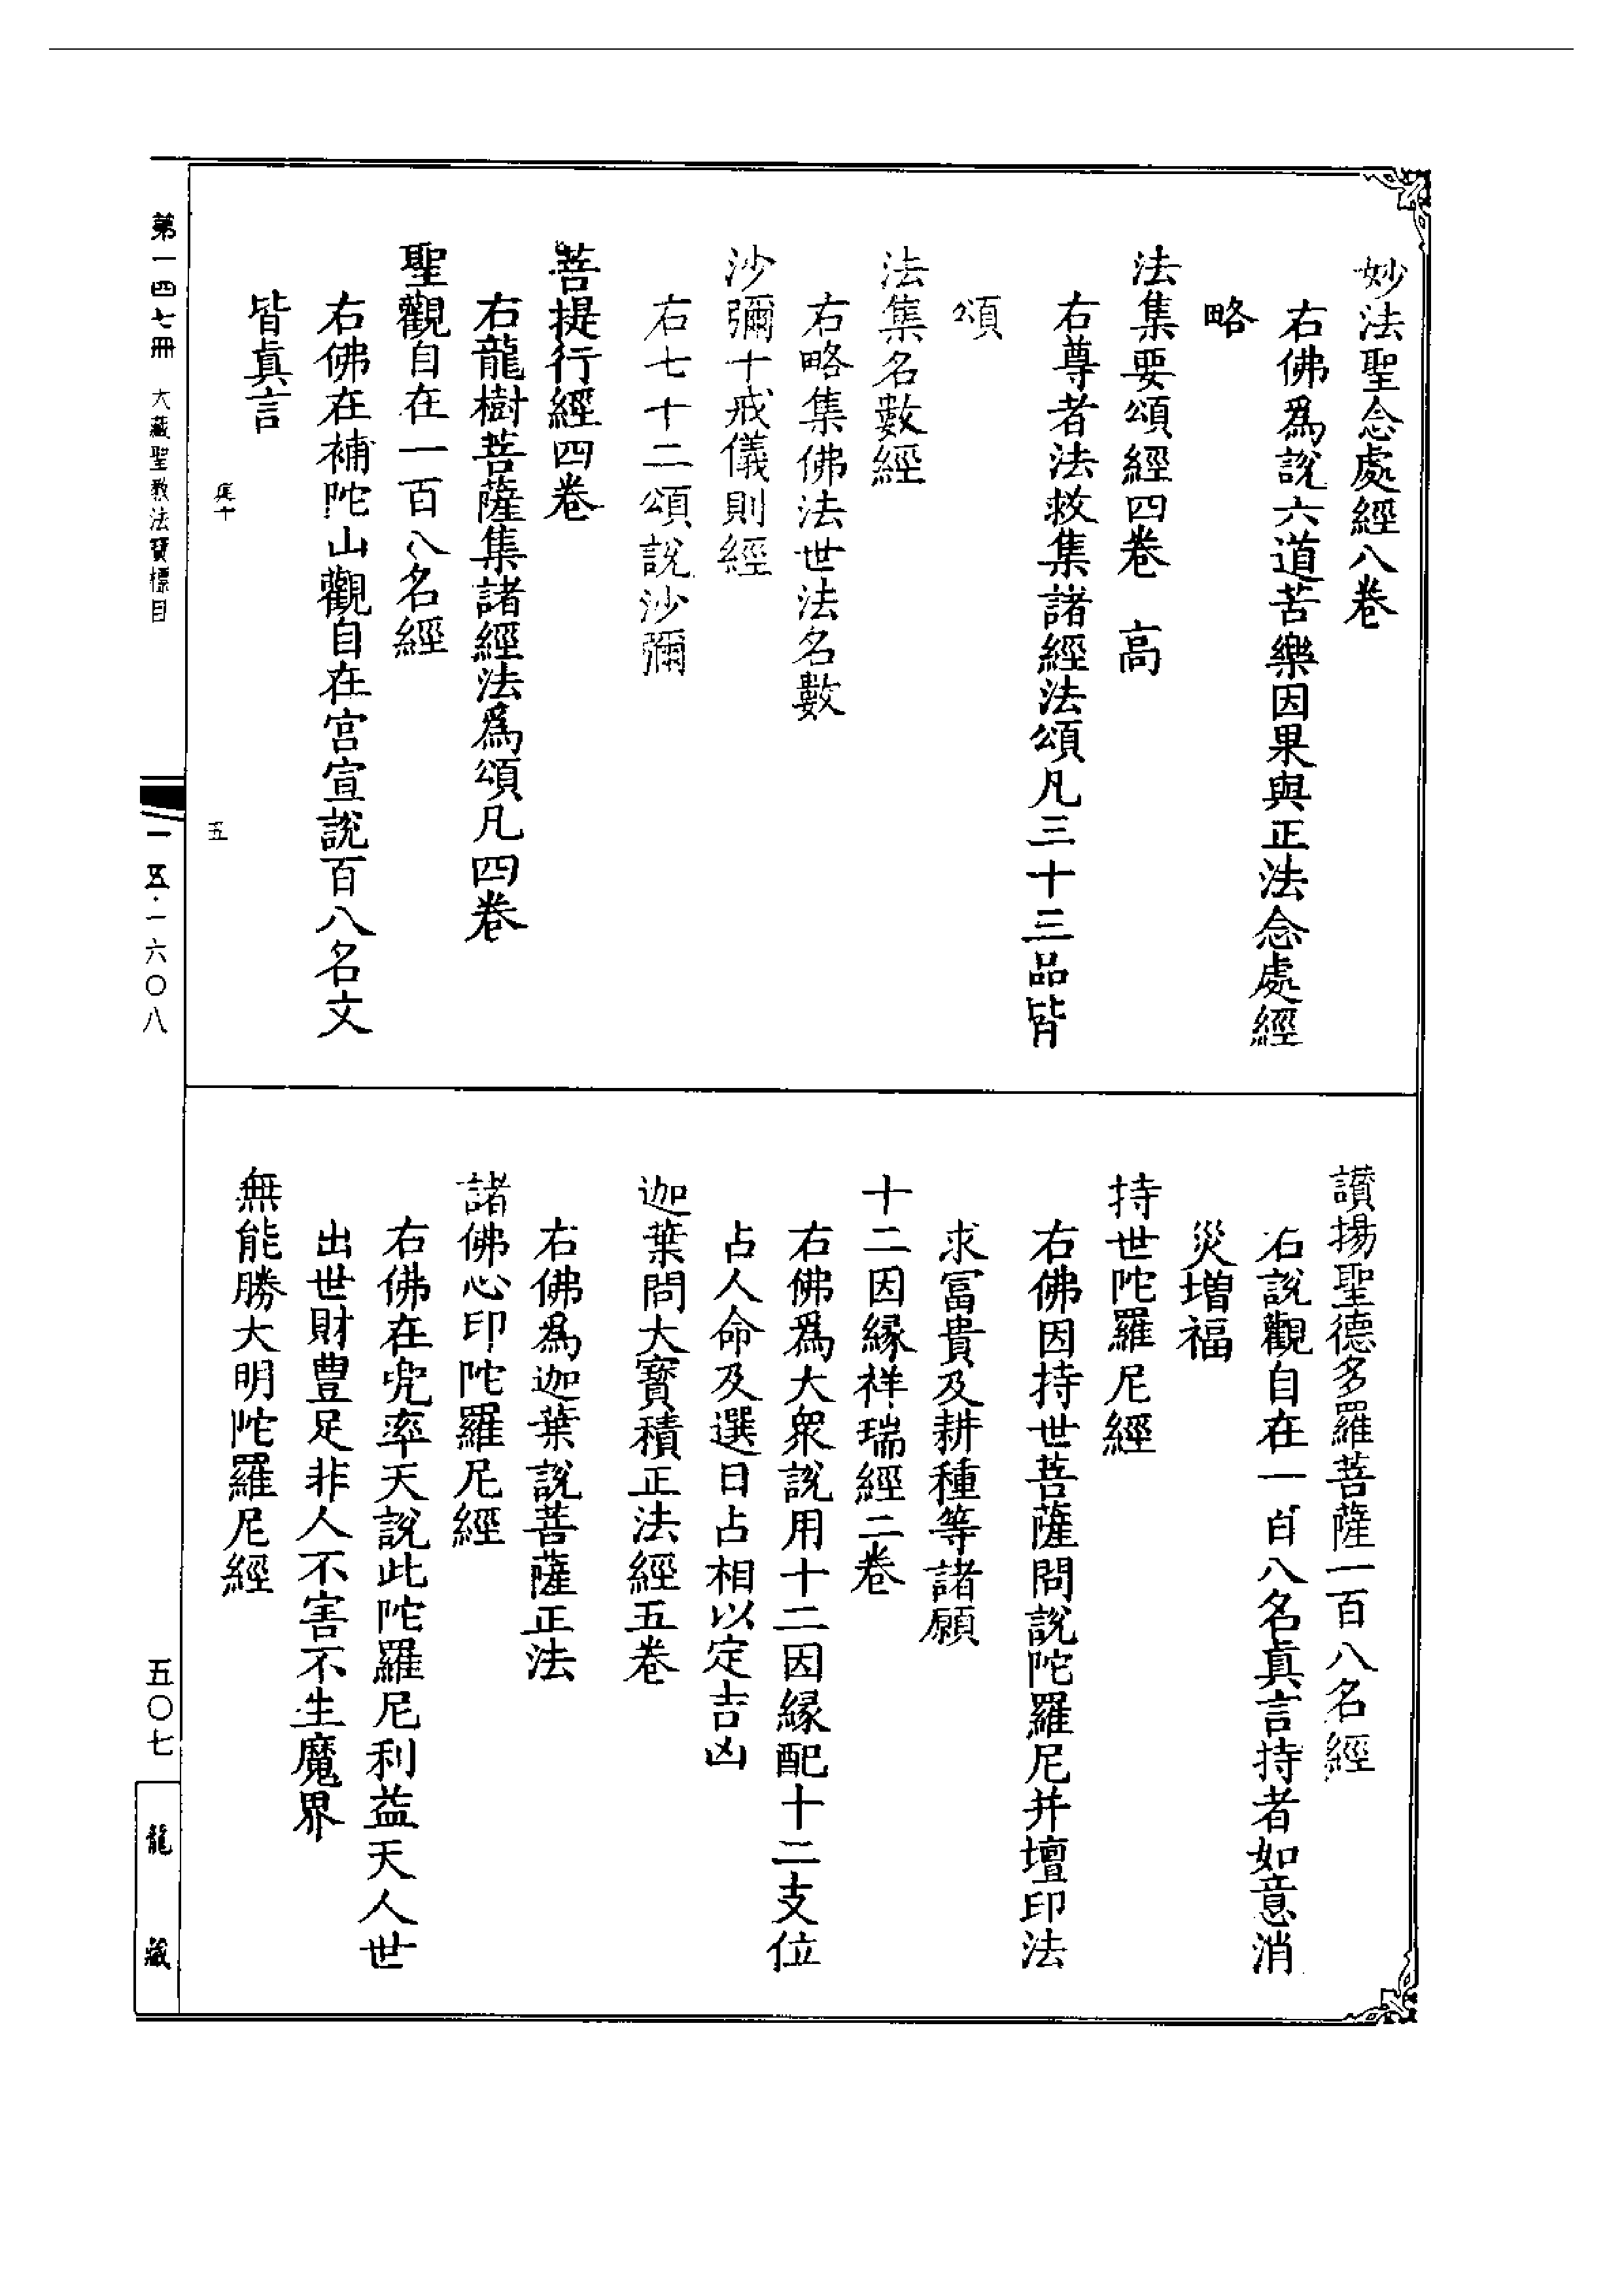 妙法聖念處經八卷
右佛爲說六道苦樂因果與正法念處經
略
法集要頌經四卷　高
右尊者法救集諸經法頌凡三十三品皆
頌
法集名數經
右略集佛法世法名數
沙彌十戒儀則經
右七十二頌說沙彌
菩提行經四卷
右龍樹菩薩集諸經法爲頌凡四卷
聖觀自在一百八名經
右佛在補陀山觀自在宮宣說百八名文
皆真言
五
讃揚聖德多羅菩薩一百八名經
右說觀自在一百八名真言持者如意消
災增福
持世陀羅尼經
右佛因持世菩薩問說陀羅尼并壇印法
求冨貴及耕種等諸願
十二因緣祥瑞經二卷
右佛爲大衆說用十二因緣配十二支位
占人命及選日占相以定吉凶
迦葉問大寶積正法經五卷
右佛為迦葉說菩薩正法
諸佛心印陀羅尼經
右佛在兜率天說此陀羅尼利益天人世
出世財豊足非人不害不生魔界
無能勝大明陀羅尼經
第一四七冊　大藏聖教法寶標目
一五·一六〇八
五〇七
龍藏